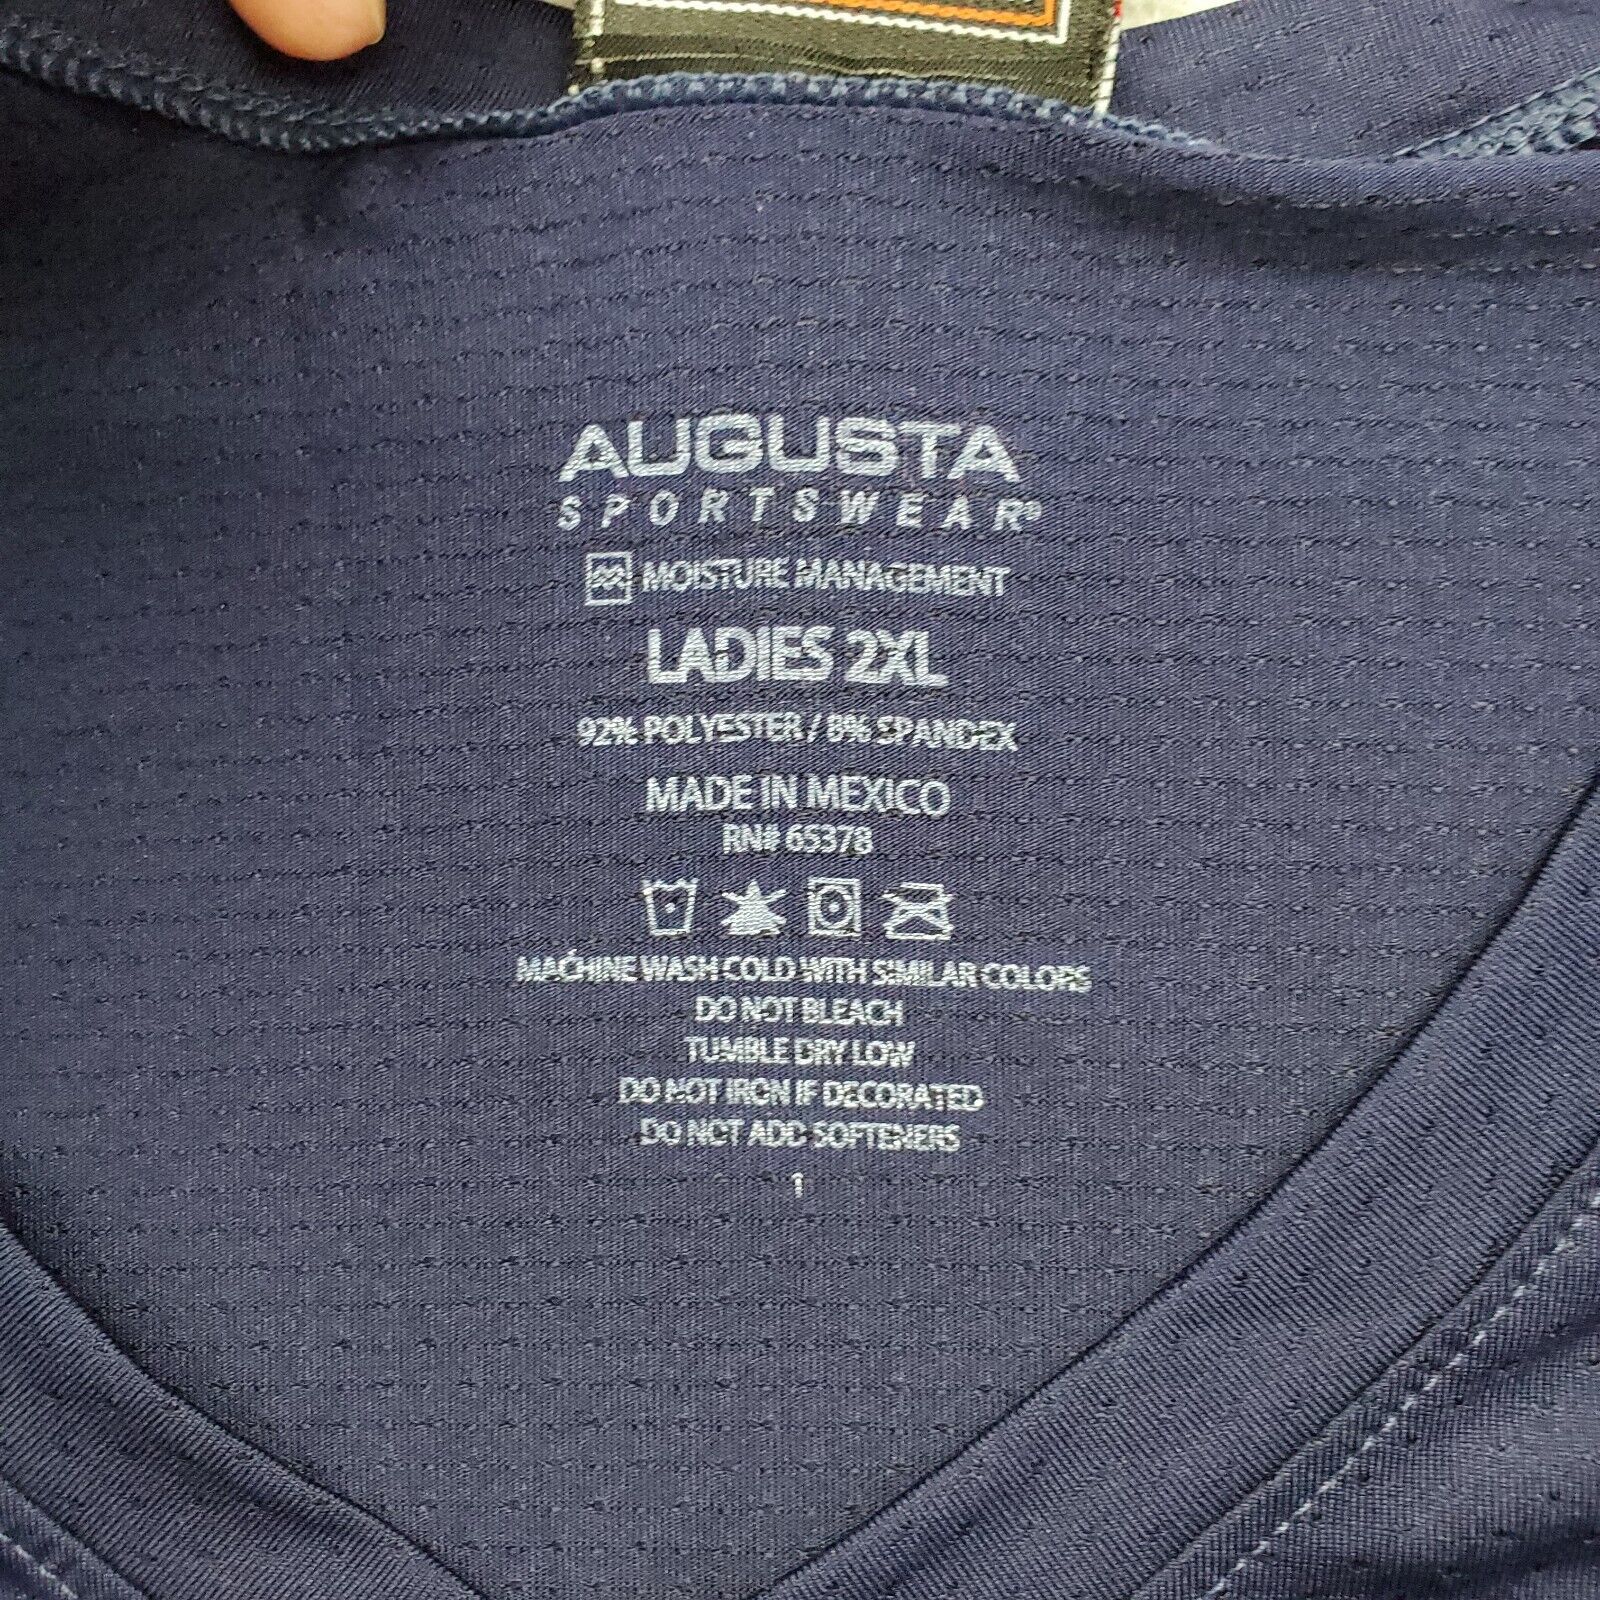 AUGUSTA
SPORTSWEAR®
MOISTURE MANAGEMENT
LADIES 2XL
92% POLYESTER / 8% SPANDEX
MADE IN MEXICO
RN# 65378
MACHINE WASH COLD WITH SIMILAR COLORS
DO NOT BLEACH
TUMBLE DRY LOW
DO NOT IRON IF DECORATED
DO NOT ADD SOFTENERS
1